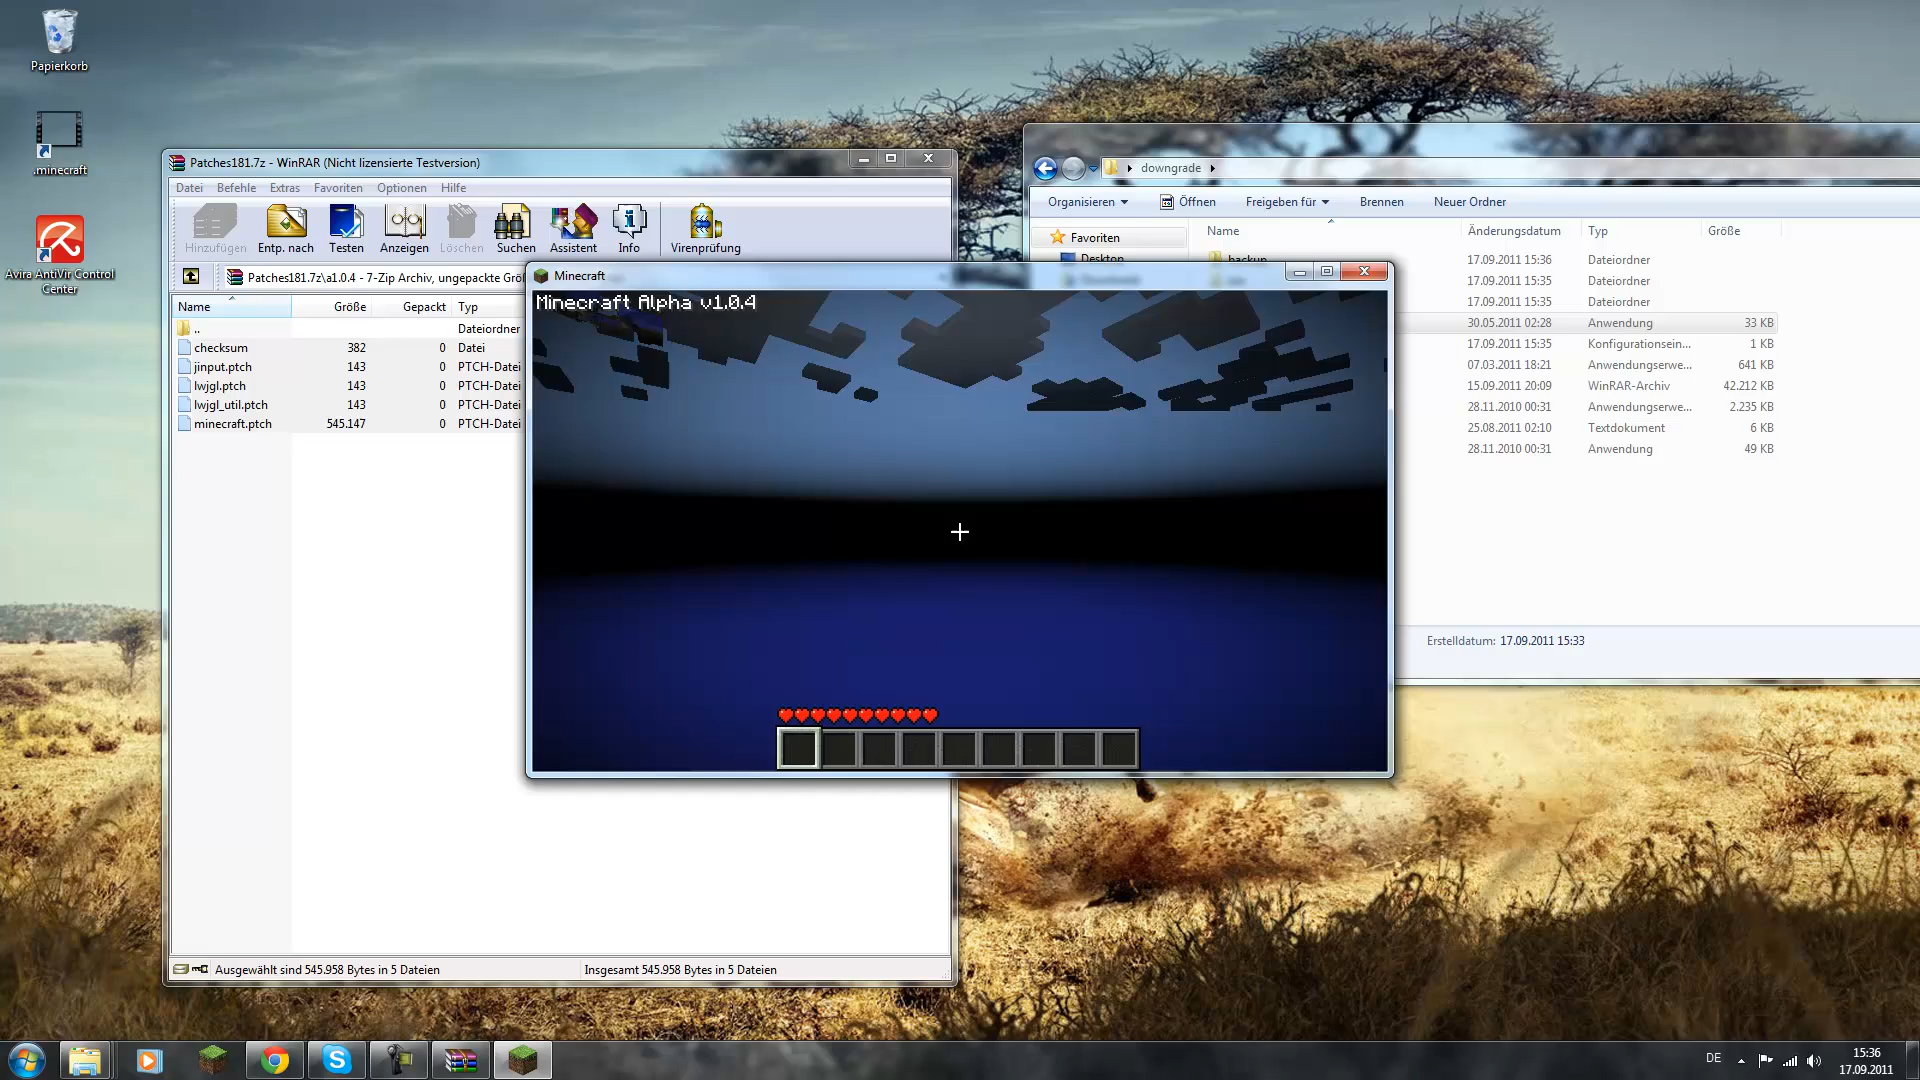 Papierkorb
.minecraft
Avira AntiVir Control
Center
Patches181.7z - WinRAR (Nicht lizensierte Testversion)
Datei Befehle Extras Favoriten Optionen Hilfe
Hinzufügen Entp. nach Testen Anzeigen Löschen Suchen Assistent Info Virenprüfung
Patches181.7z\a1.0.4 - 7-Zip Archiv, ungepackte Grö
Name Größe Gepackt Typ
.. Dateiordner
checksum 382 0 Datei
jinput.ptch 143 0 PTCH-Datei
lwjgl.ptch 143 0 PTCH-Datei
lwjgl_util.ptch 143 0 PTCH-Datei
minecraft.ptch 545.147 0 PTCH-Datei
Ausgewählt sind 545.958 Bytes in 5 Dateien Insgesamt 545.958 Bytes in 5 Dateien
Minecraft
Minecraft Alpha v1.0.4
downgrade
Organisieren Öffnen Freigeben für Brennen Neuer Ordner
Favoriten
Desktop
Name Änderungsdatum Typ Größe
backup 17.09.2011 15:36 Dateiordner
17.09.2011 15:35 Dateiordner
17.09.2011 15:35 Dateiordner
30.05.2011 02:28 Anwendung 33 KB
17.09.2011 15:35 Konfigurationsein... 1 KB
07.03.2011 18:21 Anwendungserwe... 641 KB
15.09.2011 20:09 WinRAR-Archiv 42.212 KB
28.11.2010 00:31 Anwendungserwe... 2.235 KB
25.08.2011 02:10 Textdokument 6 KB
28.11.2010 00:31 Anwendung 49 KB
Erstelldatum: 17.09.2011 15:33
DE
15:36
17.09.2011